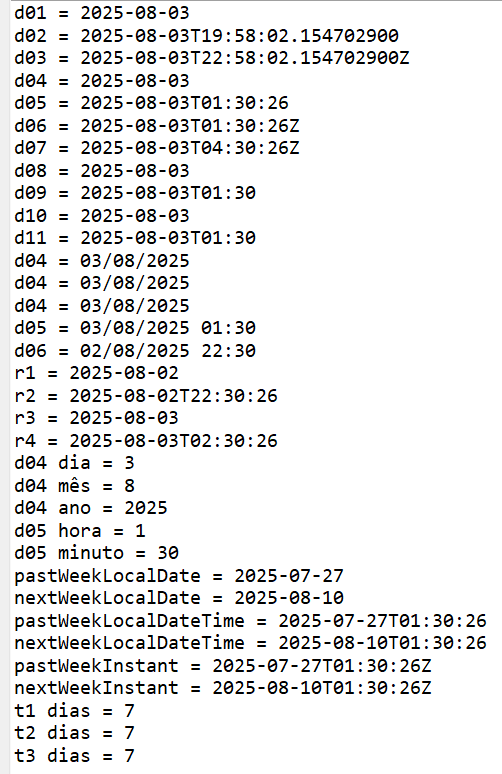 d01 = 2025-08-03
d02 = 2025-08-03T19:58:02.154702900
d03 = 2025-08-03T22:58:02.154702900Z
d04 = 2025-08-03
d05 = 2025-08-03T01:30:26
d06 = 2025-08-03T01:30:26Z
d07 = 2025-08-03T04:30:26Z
d08 = 2025-08-03
d09 = 2025-08-03T01:30
d10 = 2025-08-03
d11 = 2025-08-03T01:30
d04 = 03/08/2025
d04 = 03/08/2025
d04 = 03/08/2025
d05 = 03/08/2025 01:30
d06 = 02/08/2025 22:30
r1 = 2025-08-02
r2 = 2025-08-02T22:30:26
r3 = 2025-08-03
r4 = 2025-08-03T02:30:26
d04 dia = 3
d04 mês = 8
d04 ano = 2025
d05 hora = 1
d05 minuto = 30
pastWeekLocalDate = 2025-07-27
nextWeekLocalDate = 2025-08-10
pastWeekLocalDateTime = 2025-07-27T01:30:26
nextWeekLocalDateTime = 2025-08-10T01:30:26
pastWeekInstant = 2025-07-27T01:30:26Z
nextWeekInstant = 2025-08-10T01:30:26Z
t1 dias = 7
t2 dias = 7
t3 dias = 7